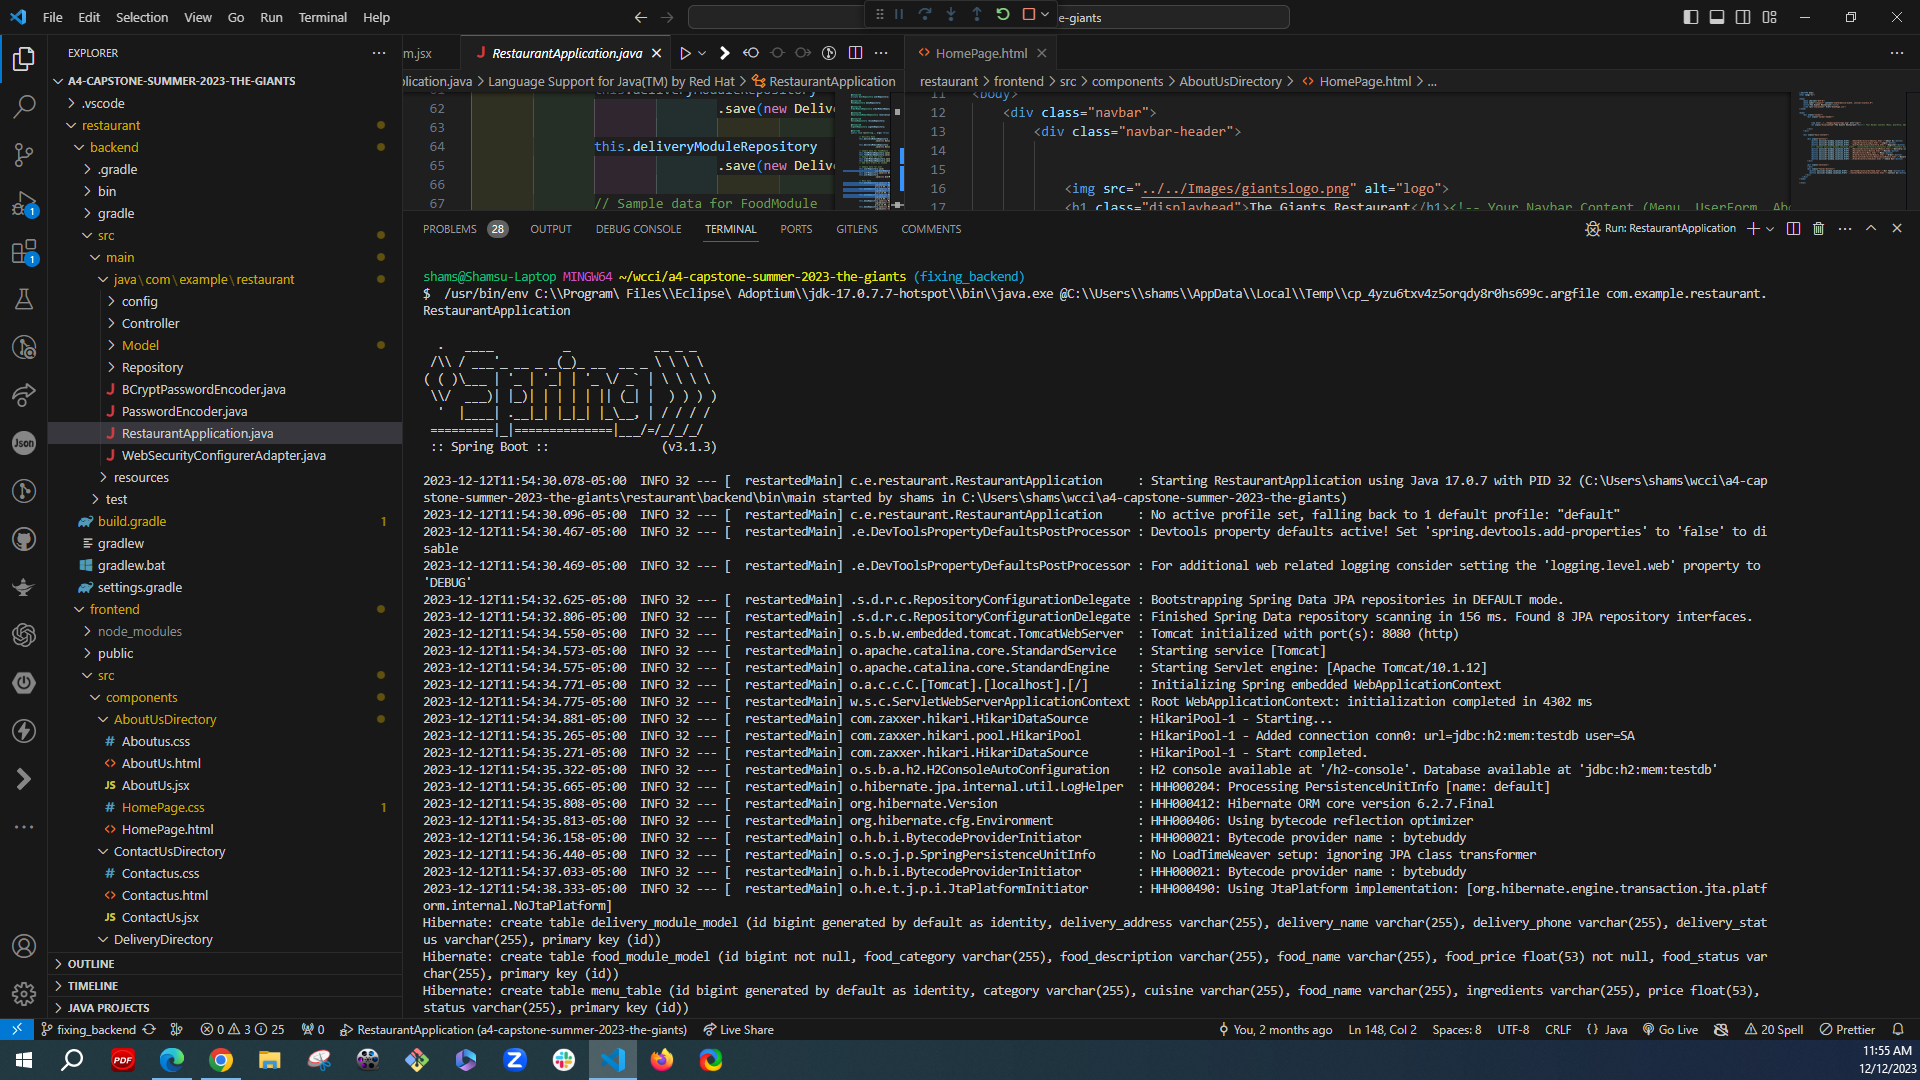 File Edit Selection View Go Run Terminal Help
e-giants
EXPLORER
A4-CAPSTONE-SUMMER-2023-THE-GIANTS
.vscode
restaurant
backend
.gradle
bin
gradle
src
main
java\com\example\restaurant
config
Controller
Model
Repository
BCryptPasswordEncoder.java
PasswordEncoder.java
RestaurantApplication.java
WebSecurityConfigurerAdapter.java
resources
test
build.gradle 1
gradlew
gradlew.bat
settings.gradle
frontend
node_modules
public
src
components
AboutUsDirectory
Aboutus.css
AboutUs.html
AboutUs.jsx
HomePage.css 1
HomePage.html
ContactUsDirectory
Contactus.css
Contactus.html
ContactUs.jsx
DeliveryDirectory
OUTLINE
TIMELINE
JAVA PROJECTS
m.jsx
RestaurantApplication.java
plication.java > Language Support for Java(TM) by Red Hat > RestaurantApplication
62 .save(new Deliv
63
64 this.deliveryModuleRepository
65 .save(new Deliv
66
67 // Sample data for FoodModule
HomePage.html
restaurant > frontend > src > components > AboutUsDirectory > HomePage.html > ...
11 <body>
12 <div class="navbar">
13 <div class="navbar-header">
14
15
16 <img src="../../Images/giantslogo.png" alt="logo">
17 <h1 class="displayhead">The Giants Restaurant</h1><!-- Your Navbar Content (Menu, UserForm, Abo
PROBLEMS 28 OUTPUT DEBUG CONSOLE TERMINAL PORTS GITLENS COMMENTS
Run: RestaurantApplication
shams@Shamsu-Laptop MINGW64 ~/wcci/a4-capstone-summer-2023-the-giants (fixing_backend)
$ /usr/bin/env C:\\Program\ Files\\Eclipse\ Adoptium\\jdk-17.0.7.7-hotspot\\bin\\java.exe @C:\\Users\\shams\\AppData\\Local\\Temp\\cp_4yzu6txv4z5orqdy8r0hs699c.argfile com.example.restaurant.
RestaurantApplication
:: Spring Boot :: (v3.1.3)
2023-12-12T11:54:30.078-05:00 INFO 32 --- [ restartedMain] c.e.restaurant.RestaurantApplication : Starting RestaurantApplication using Java 17.0.7 with PID 32 (C:\Users\shams\wcci\a4-cap
stone-summer-2023-the-giants\restaurant\backend\bin\main started by shams in C:\Users\shams\wcci\a4-capstone-summer-2023-the-giants)
2023-12-12T11:54:30.096-05:00 INFO 32 --- [ restartedMain] c.e.restaurant.RestaurantApplication : No active profile set, falling back to 1 default profile: "default"
2023-12-12T11:54:30.467-05:00 INFO 32 --- [ restartedMain] .e.DevToolsPropertyDefaultsPostProcessor : Devtools property defaults active! Set 'spring.devtools.add-properties' to 'false' to di
sable
2023-12-12T11:54:30.469-05:00 INFO 32 --- [ restartedMain] .e.DevToolsPropertyDefaultsPostProcessor : For additional web related logging consider setting the 'logging.level.web' property to
'DEBUG'
2023-12-12T11:54:32.625-05:00 INFO 32 --- [ restartedMain] .s.d.r.c.RepositoryConfigurationDelegate : Bootstrapping Spring Data JPA repositories in DEFAULT mode.
2023-12-12T11:54:32.806-05:00 INFO 32 --- [ restartedMain] .s.d.r.c.RepositoryConfigurationDelegate : Finished Spring Data repository scanning in 156 ms. Found 8 JPA repository interfaces.
2023-12-12T11:54:34.550-05:00 INFO 32 --- [ restartedMain] o.s.b.w.embedded.tomcat.TomcatWebServer : Tomcat initialized with port(s): 8080 (http)
2023-12-12T11:54:34.573-05:00 INFO 32 --- [ restartedMain] o.apache.catalina.core.StandardService : Starting service [Tomcat]
2023-12-12T11:54:34.575-05:00 INFO 32 --- [ restartedMain] o.apache.catalina.core.StandardEngine : Starting Servlet engine: [Apache Tomcat/10.1.12]
2023-12-12T11:54:34.771-05:00 INFO 32 --- [ restartedMain] o.a.c.c.C.[Tomcat].[localhost].[/] : Initializing Spring embedded WebApplicationContext
2023-12-12T11:54:34.775-05:00 INFO 32 --- [ restartedMain] w.s.c.ServletWebServerApplicationContext : Root WebApplicationContext: initialization completed in 4302 ms
2023-12-12T11:54:34.881-05:00 INFO 32 --- [ restartedMain] com.zaxxer.hikari.HikariDataSource : HikariPool-1 - Starting...
2023-12-12T11:54:35.265-05:00 INFO 32 --- [ restartedMain] com.zaxxer.hikari.pool.HikariPool : HikariPool-1 - Added connection conn0: url=jdbc:h2:mem:testdb user=SA
2023-12-12T11:54:35.271-05:00 INFO 32 --- [ restartedMain] com.zaxxer.hikari.HikariDataSource : HikariPool-1 - Start completed.
2023-12-12T11:54:35.322-05:00 INFO 32 --- [ restartedMain] o.s.b.a.h2.H2ConsoleAutoConfiguration : H2 console available at '/h2-console'. Database available at 'jdbc:h2:mem:testdb'
2023-12-12T11:54:35.665-05:00 INFO 32 --- [ restartedMain] o.hibernate.jpa.internal.util.LogHelper : HHH000204: Processing PersistenceUnitInfo [name: default]
2023-12-12T11:54:35.808-05:00 INFO 32 --- [ restartedMain] org.hibernate.Version : HHH000412: Hibernate ORM core version 6.2.7.Final
2023-12-12T11:54:35.813-05:00 INFO 32 --- [ restartedMain] org.hibernate.cfg.Environment : HHH000406: Using bytecode reflection optimizer
2023-12-12T11:54:36.158-05:00 INFO 32 --- [ restartedMain] o.h.b.i.BytecodeProviderInitiator : HHH000021: Bytecode provider name : bytebuddy
2023-12-12T11:54:36.440-05:00 INFO 32 --- [ restartedMain] o.s.o.j.p.SpringPersistenceUnitInfo : No LoadTimeWeaver setup: ignoring JPA class transformer
2023-12-12T11:54:37.033-05:00 INFO 32 --- [ restartedMain] o.h.b.i.BytecodeProviderInitiator : HHH000021: Bytecode provider name : bytebuddy
2023-12-12T11:54:38.333-05:00 INFO 32 --- [ restartedMain] o.h.e.t.j.p.i.JtaPlatformInitiator : HHH000490: Using JtaPlatform implementation: [org.hibernate.engine.transaction.jta.platf
orm.internal.NoJtaPlatform]
Hibernate: create table delivery_module_model (id bigint generated by default as identity, delivery_address varchar(255), delivery_name varchar(255), delivery_phone varchar(255), delivery_stat
us varchar(255), primary key (id))
Hibernate: create table food_module_model (id bigint not null, food_category varchar(255), food_description varchar(255), food_name varchar(255), food_price float(53) not null, food_status var
char(255), primary key (id))
Hibernate: create table menu_table (id bigint generated by default as identity, category varchar(255), cuisine varchar(255), food_name varchar(255), ingredients varchar(255), price float(53),
status varchar(255), primary key (id))
fixing_backend 0 3 25 0 RestaurantApplication (a4-capstone-summer-2023-the-giants) Live Share You, 2 months ago Ln 148, Col 2 Spaces: 8 UTF-8 CRLF {} Java Go Live 20 Spell Prettier
11:55 AM
12/12/2023